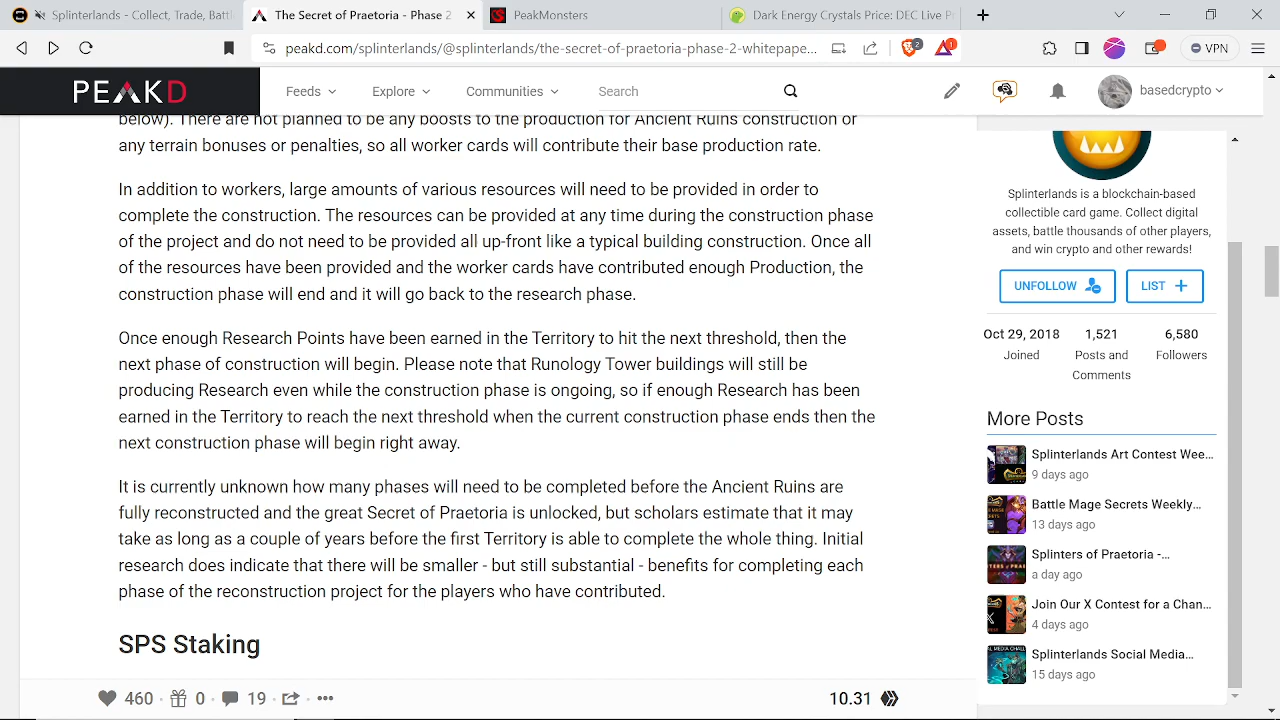 Splinterlands - Collect, Trade, Batt
The Secret of Praetoria - Phase 2
PeakMonsters
Dark Energy Crystals Price: DEC Live P
peakd.com/splinterlands/@splinterlands/the-secret-of-praetoria-phase-2-whitepape...
2
1
VPN
PEAKD
Feeds
Explore
Communities
Search
basedcrypto
below). There are not planned to be any boosts to the production for Ancient Ruins construction or
any terrain bonuses or penalties, so all worker cards will contribute their base production rate.
In addition to workers, large amounts of various resources will need to be provided in order to
complete the construction. The resources can be provided at any time during the construction phase
of the project and do not need to be provided all up-front like a typical building construction. Once all
of the resources have been provided and the worker cards have contributed enough Production, the
construction phase will end and it will go back to the research phase.
Once enough Research Points have been earned in the Territory to hit the next threshold, then the
next phase of construction will begin. Please note that Runology Tower buildings will still be
producing Research even while the construction phase is ongoing, so if enough Research has been
earned in the Territory to reach the next threshold when the current construction phase ends then the
next construction phase will begin right away.
It is currently unknown how many phases will need to be completed before the Ancient Ruins are
fully reconstructed and the great Secret of Praetoria is unlocked, but scholars estimate that it may
take as long as a couple of years before the first Territory is able to complete the whole thing. Initial
research does indicate that there will be smaller - but still substantial - benefits for completing each
phase of the reconstruction project for the players who have contributed.
SPS Staking
460
0
19
10.31
Splinterlands is a blockchain-based
collectible card game. Collect digital
assets, battle thousands of other players,
and win crypto and other rewards!
UNFOLLOW
LIST
Oct 29, 2018 1,521 6,580
Joined Posts and Followers
Comments
More Posts
Splinterlands Art Contest Wee...
9 days ago
Battle Mage Secrets Weekly...
13 days ago
Splinters of Praetoria -...
a day ago
Join Our X Contest for a Chan...
4 days ago
Splinterlands Social Media...
15 days ago